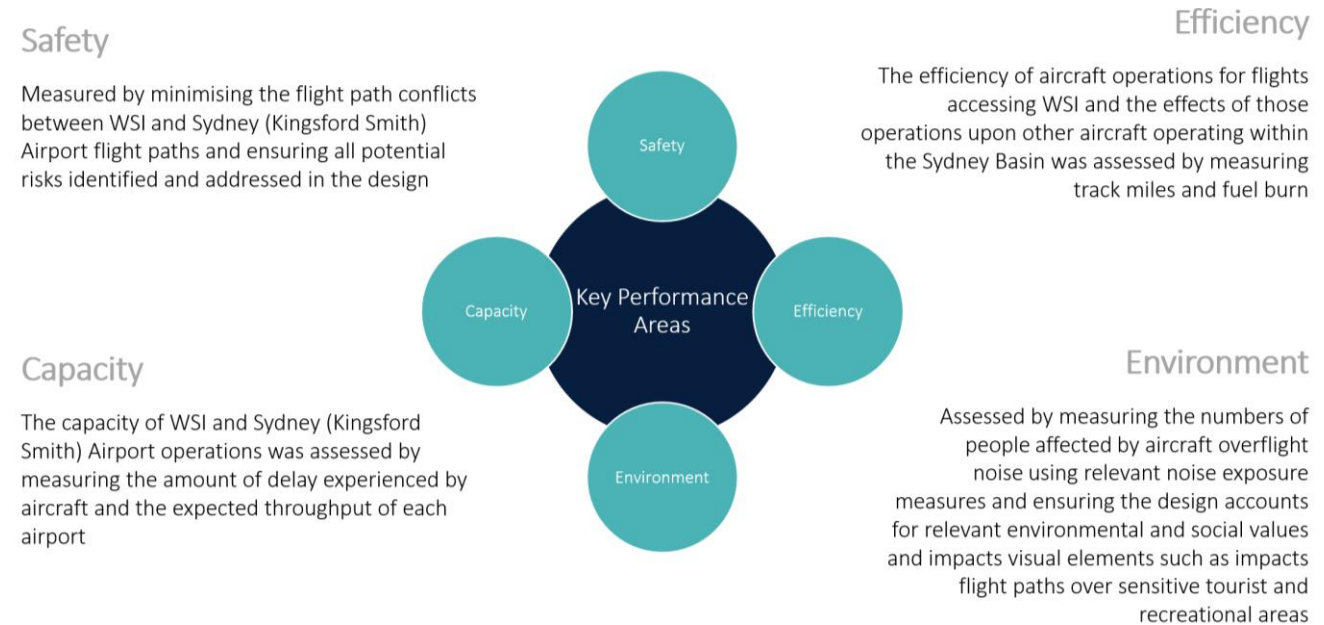 Safety
Measured by minimising the flight path conflicts
between WSI and Sydney (Kingsford Smith)
Airport flight paths and ensuring all potential
risks identified and addressed in the design
Efficiency
The efficiency of aircraft operations for flights
accessing WSI and the effects of those
operations upon other aircraft operating within
the Sydney Basin was assessed by measuring
track miles and fuel burn
Safety
Capacity
Key Performance
Areas
Efficiency
Environment
Capacity
The capacity of WSI and Sydney (Kingsford
Smith) Airport operations was assessed by
measuring the amount of delay experienced by
aircraft and the expected throughput of each
airport
Environment
Assessed by measuring the numbers of
people affected by aircraft overflight
noise using relevant noise exposure
measures and ensuring the design accounts
for relevant environmental and social values
and impacts visual elements such as impacts
flight paths over sensitive tourist and
recreational areas